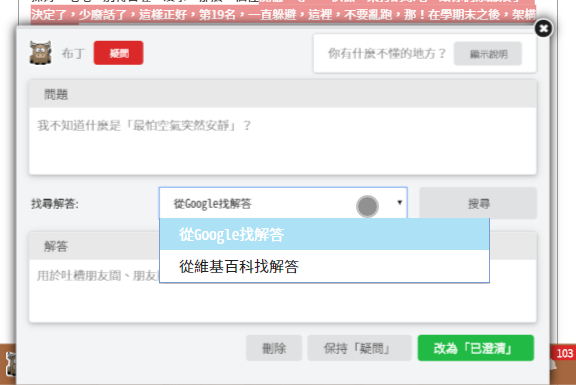 決定了，少廢話了，這樣正好，第19名，一直躲避，這裡，不要亂跑，那！在學期末之後，架構
布丁
疑問
你有什麼不懂的地方？
顯示說明
問題
我不知道什麼是「最怕空氣突然安靜」？
找尋解答:
從Google找解答
搜尋
從Google找解答
從維基百科找解答
解答
用於吐槽朋友間、朋友
刪除
保持「疑問」
改為「已澄清」
103